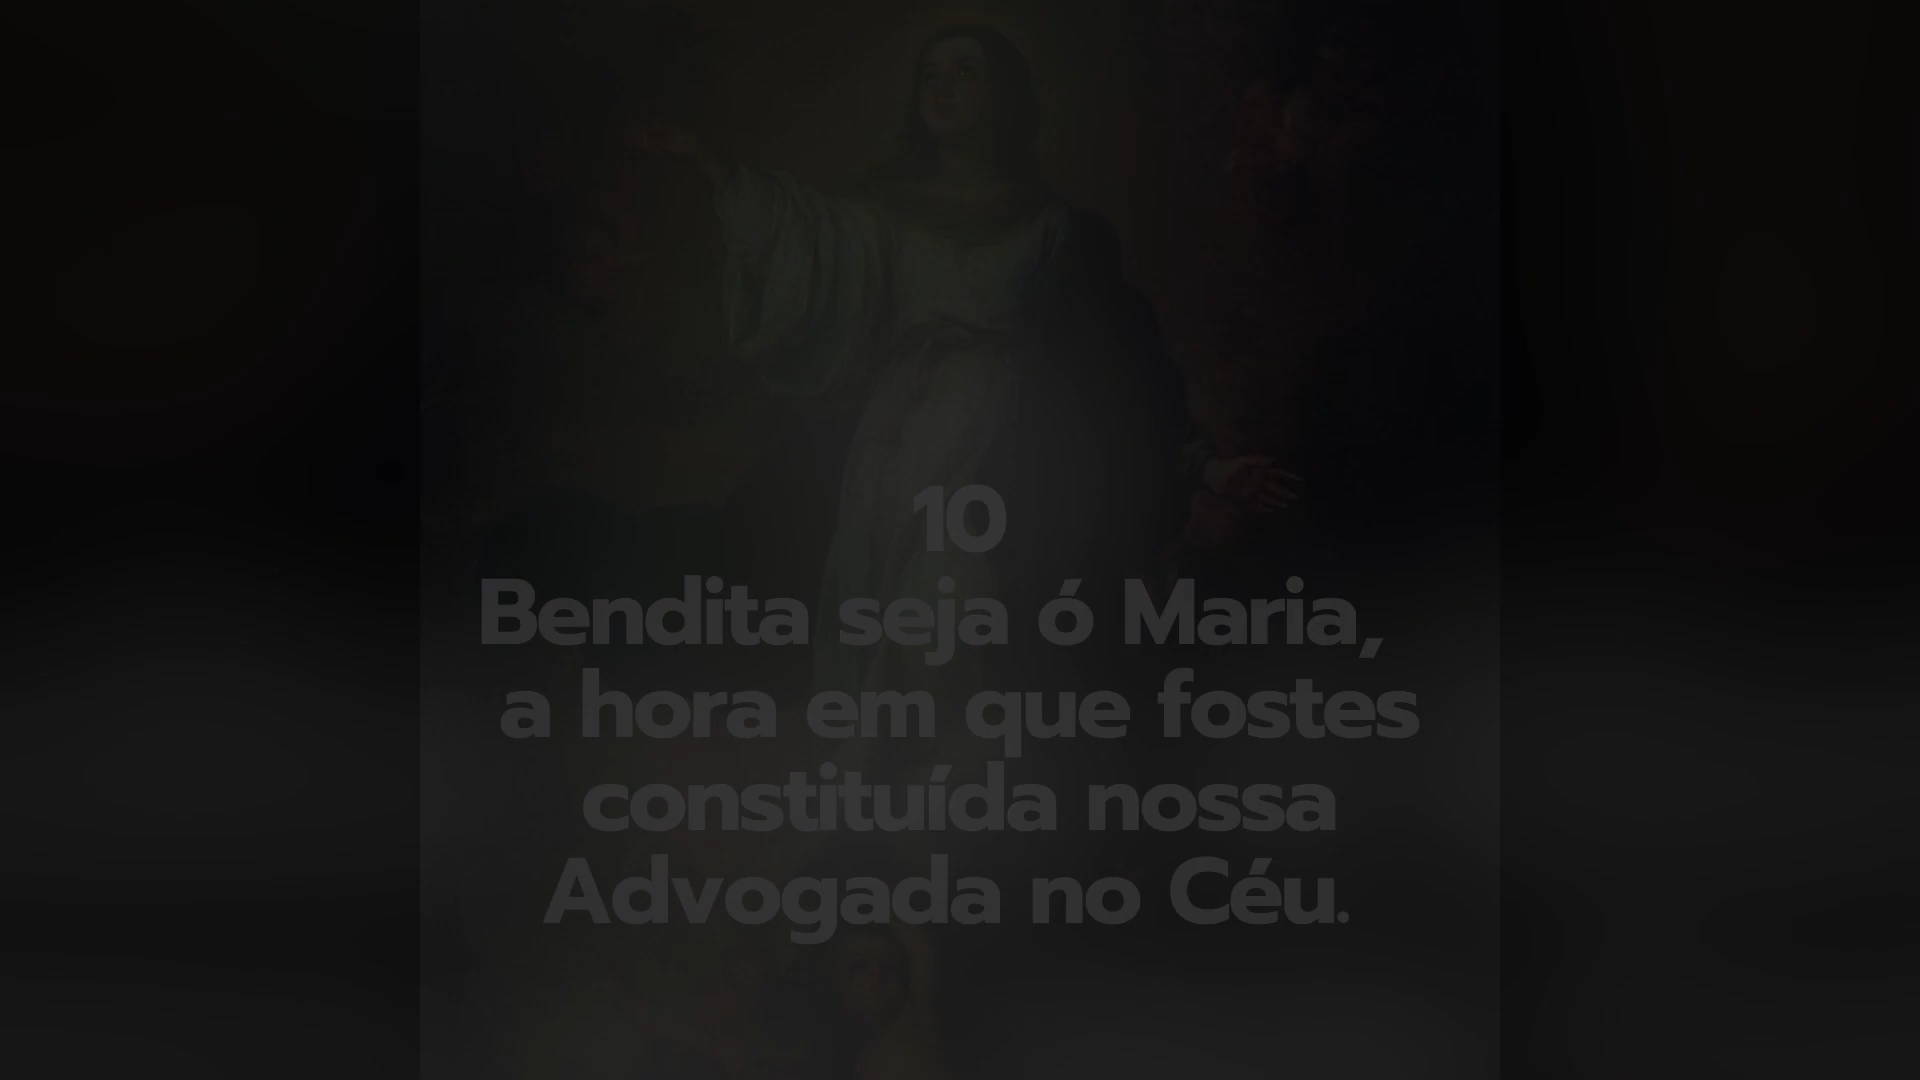 10
Bendita seja ó Maria,
a hora em que fostes
constituída nossa
Advogada no Céu.